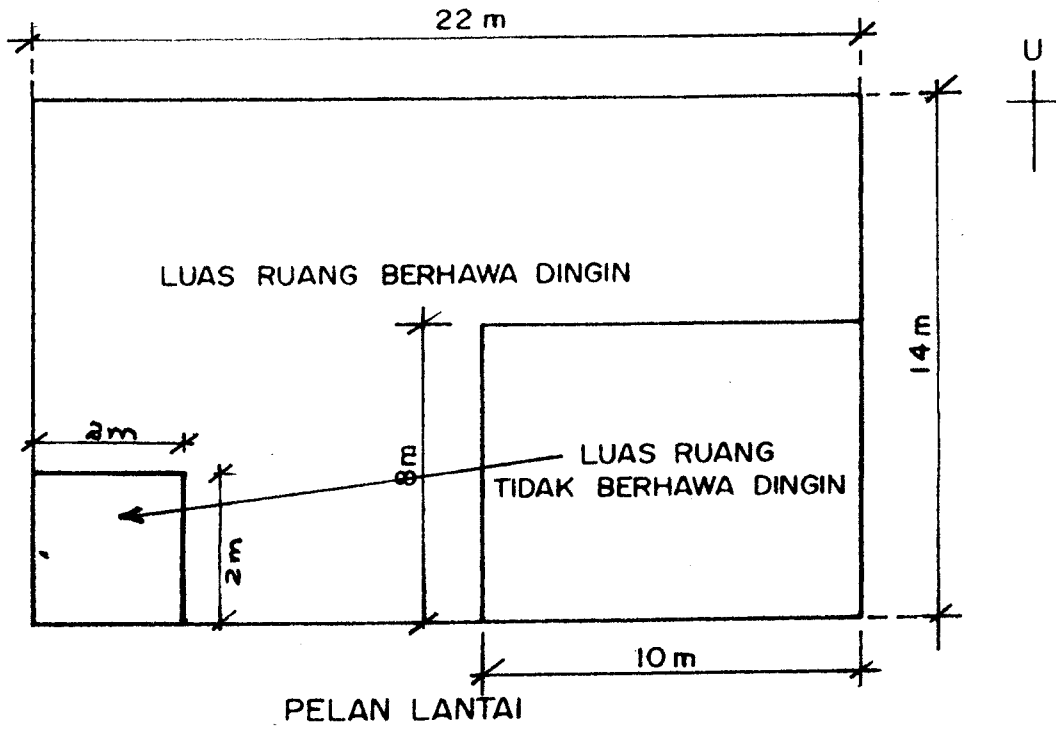 22 m
U
LUAS RUANG BERHAWA DINGIN
14 m
2m
8m
LUAS RUANG
TIDAK BERHAWA DINGIN
2m
10 m
PELAN LANTAI